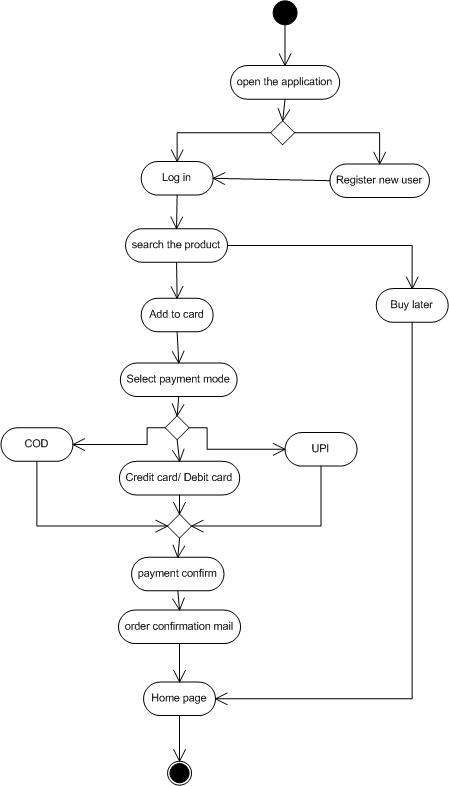 open the application
Log in
Register new user
search the product
Buy later
Add to card
Select payment mode
COD
UPI
Credit card/ Debit card
payment confirm
order confirmation mail
Home page